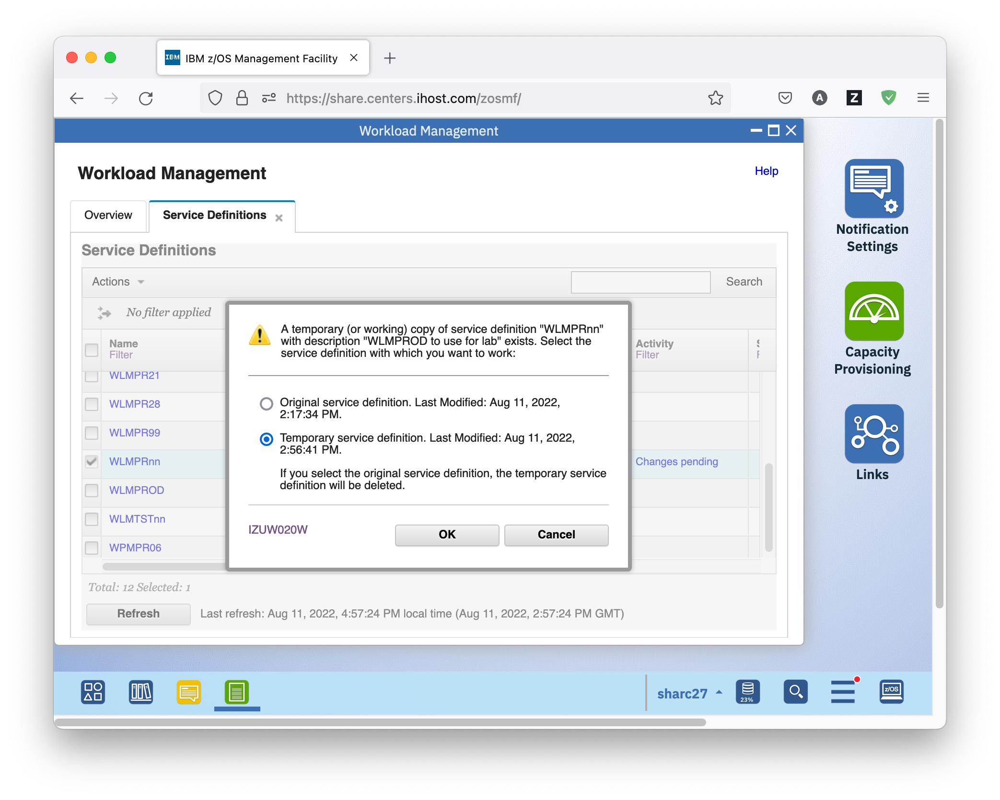 IBM
IBM z/OS Management Facility
https://share.centers.ihost.com/zosmf/
A
Z
Workload Management
Workload Management
Help
Overview
Service Definitions
Service Definitions
Actions
Search
No filter applied
Name
Filter
Activity
Filter
WLMPR21
WLMPR28
WLMPR99
WLMPRnn
Changes pending
WLMPROD
WLMTSTnn
WPMPR06
A temporary (or working) copy of service definition "WLMPRnn"
with description "WLMPROD to use for lab" exists. Select the
service definition with which you want to work:
Original service definition. Last Modified: Aug 11, 2022,
2:17:34 PM.
Temporary service definition. Last Modified: Aug 11, 2022,
2:56:41 PM.
If you select the original service definition, the temporary service
definition will be deleted.
IZUW020W
OK
Cancel
Total: 12 Selected: 1
Refresh
Last refresh: Aug 11, 2022, 4:57:24 PM local time (Aug 11, 2022, 2:57:24 PM GMT)
Notification
Settings
Capacity
Provisioning
Links
sharc27
23%
z/OS